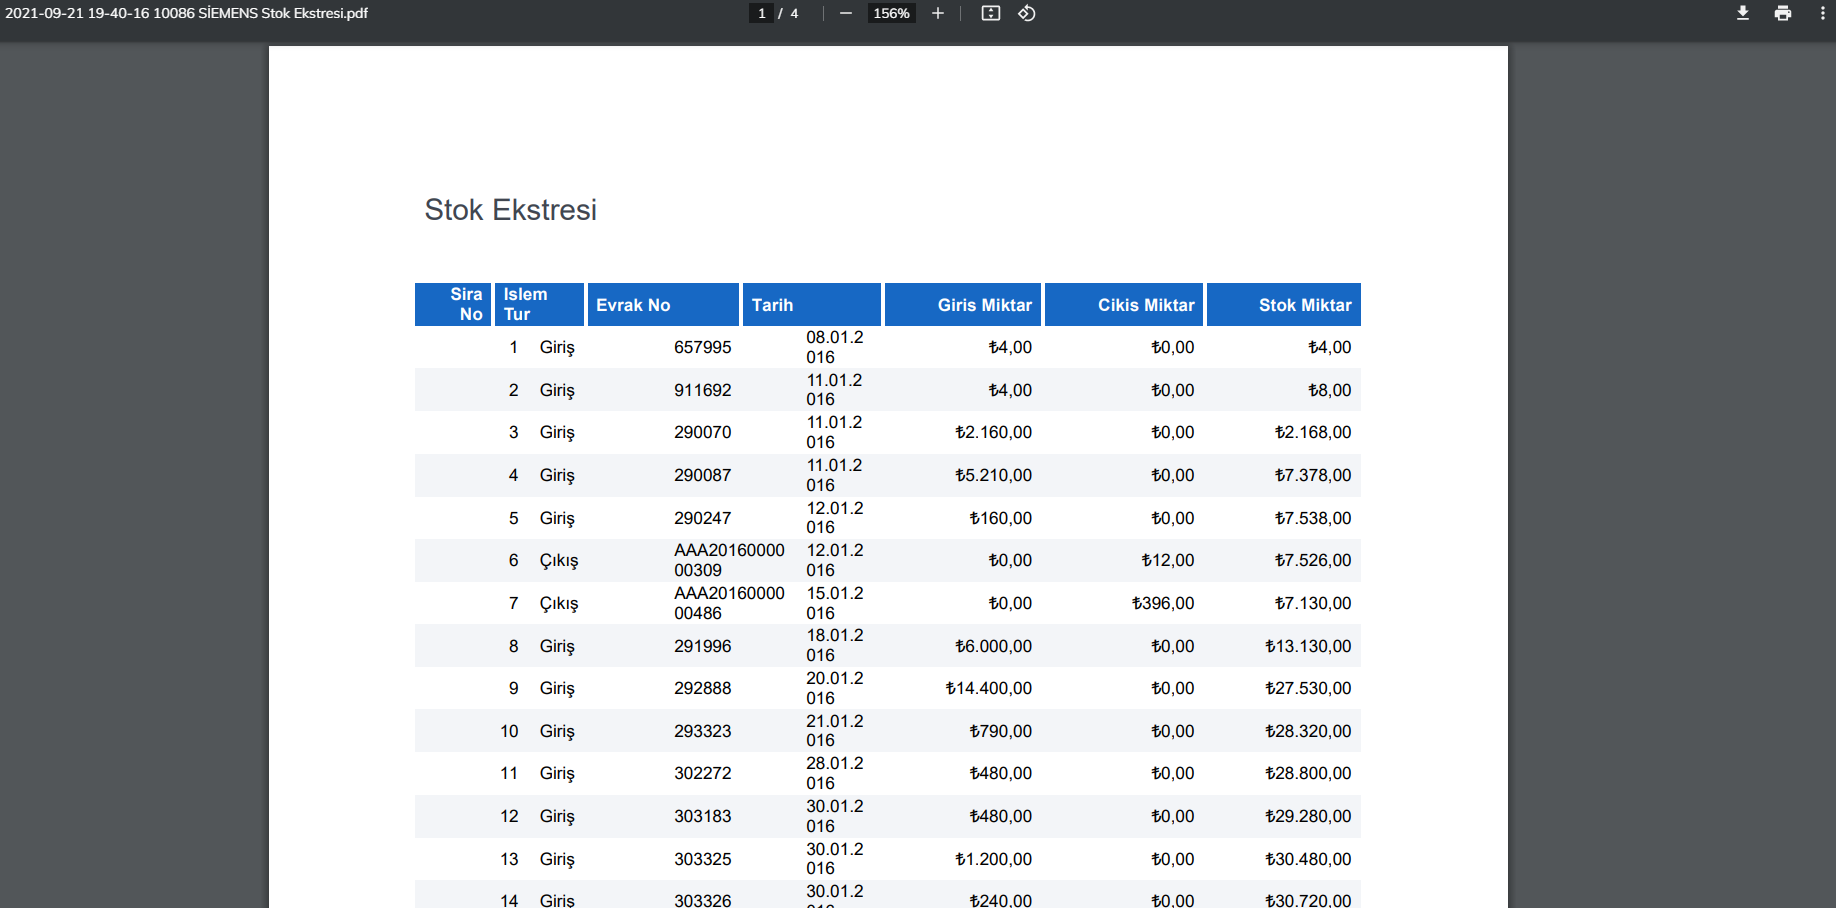 2021-09-21 19-40-16 10086 SİEMENS Stok Ekstresi.pdf
1 / 4
156%
Stok Ekstresi
Sira No Islem Tur Evrak No Tarih Giris Miktar Cikis Miktar Stok Miktar
1 Giriş 657995 08.01.2016 ₺4,00 ₺0,00 ₺4,00
2 Giriş 911692 11.01.2016 ₺4,00 ₺0,00 ₺8,00
3 Giriş 290070 11.01.2016 ₺2.160,00 ₺0,00 ₺2.168,00
4 Giriş 290087 11.01.2016 ₺5.210,00 ₺0,00 ₺7.378,00
5 Giriş 290247 12.01.2016 ₺160,00 ₺0,00 ₺7.538,00
6 Çıkış AAA2016000000309 12.01.2016 ₺0,00 ₺12,00 ₺7.526,00
7 Çıkış AAA2016000000486 15.01.2016 ₺0,00 ₺396,00 ₺7.130,00
8 Giriş 291996 18.01.2016 ₺6.000,00 ₺0,00 ₺13.130,00
9 Giriş 292888 20.01.2016 ₺14.400,00 ₺0,00 ₺27.530,00
10 Giriş 293323 21.01.2016 ₺790,00 ₺0,00 ₺28.320,00
11 Giriş 302272 28.01.2016 ₺480,00 ₺0,00 ₺28.800,00
12 Giriş 303183 30.01.2016 ₺480,00 ₺0,00 ₺29.280,00
13 Giriş 303325 30.01.2016 ₺1.200,00 ₺0,00 ₺30.480,00
14 Giriş 303326 30.01.2016 ₺240,00 ₺0,00 ₺30.720,00